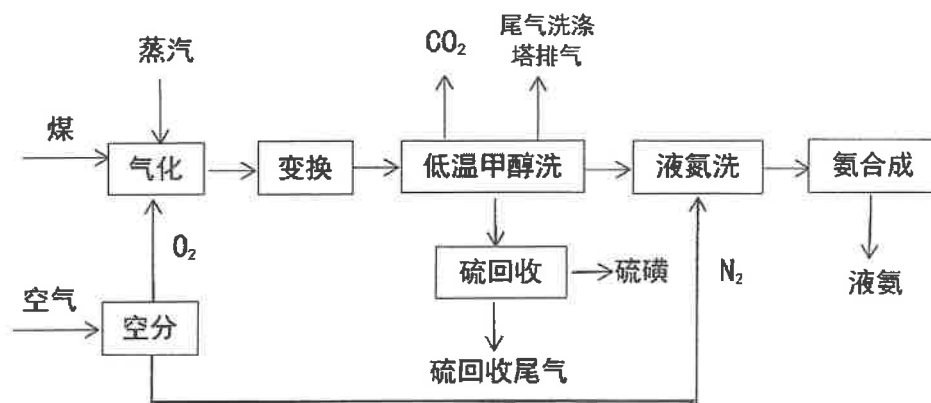 尾气洗涤
塔排气
CO₂
蒸汽
煤
气化
变换
低温甲醇洗
液氮洗
氨合成
O₂
硫回收
硫磺
N₂
液氨
空气
空分
硫回收尾气